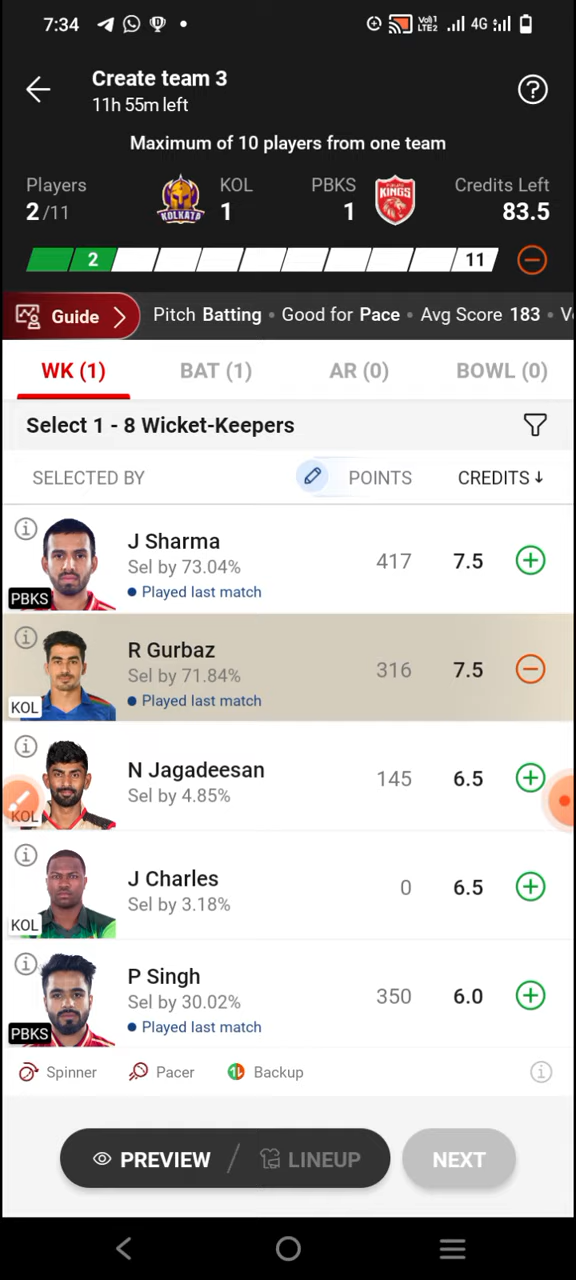 7:34 Vo1) LTE2 4G
Create team 3
11h 55m left
Maximum of 10 players from one team
Players KOL PBKS Credits Left
2/11 KOLKATA 1 1 KINGS 83.5
2 11
Guide Pitch Batting • Good for Pace • Avg Score 183 •
WK (1) BAT (1) AR (0) BOWL (0)
Select 1 - 8 Wicket-Keepers
SELECTED BY POINTS CREDITS↓
J Sharma
Sel by 73.04% 417 7.5
PBKS • Played last match
R Gurbaz
Sel by 71.84% 316 7.5
KOL • Played last match
N Jagadeesan
Sel by 4.85% 145 6.5
KOL
J Charles
Sel by 3.18% 0 6.5
KOL
P Singh
Sel by 30.02% 350 6.0
PBKS • Played last match
Spinner Pacer Backup
PREVIEW / LINEUP NEXT